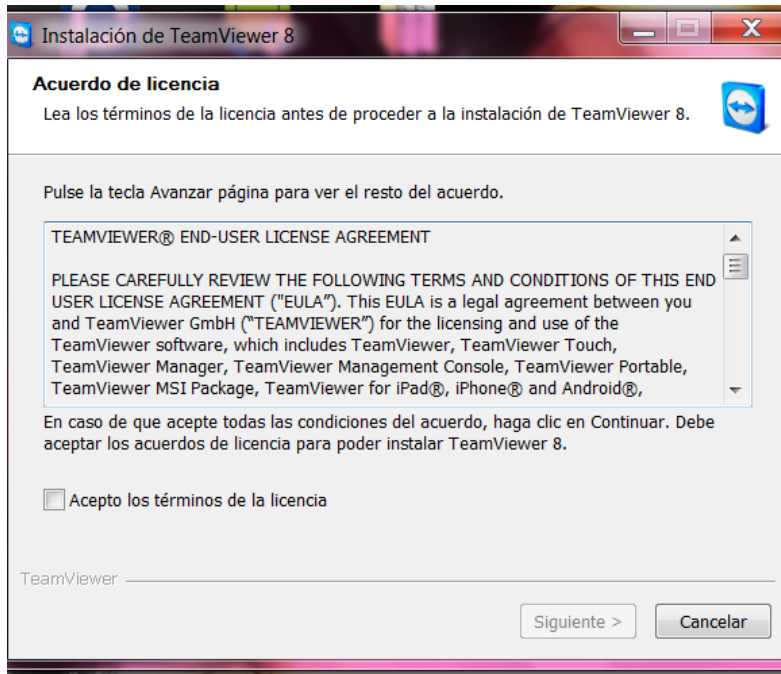 Instalación de TeamViewer 8
Acuerdo de licencia
Lea los términos de la licencia antes de proceder a la instalación de TeamViewer 8.
Pulse la tecla Avanzar página para ver el resto del acuerdo.
TEAMVIEWER® END-USER LICENSE AGREEMENT
PLEASE CAREFULLY REVIEW THE FOLLOWING TERMS AND CONDITIONS OF THIS END
USER LICENSE AGREEMENT ("EULA"). This EULA is a legal agreement between you
and TeamViewer GmbH ("TEAMVIEWER") for the licensing and use of the
TeamViewer software, which includes TeamViewer, TeamViewer Touch,
TeamViewer Manager, TeamViewer Management Console, TeamViewer Portable,
TeamViewer MSI Package, TeamViewer for iPad®, iPhone® and Android®,
En caso de que acepte todas las condiciones del acuerdo, haga clic en Continuar. Debe
aceptar los acuerdos de licencia para poder instalar TeamViewer 8.
Acepto los términos de la licencia
TeamViewer
Siguiente >
Cancelar